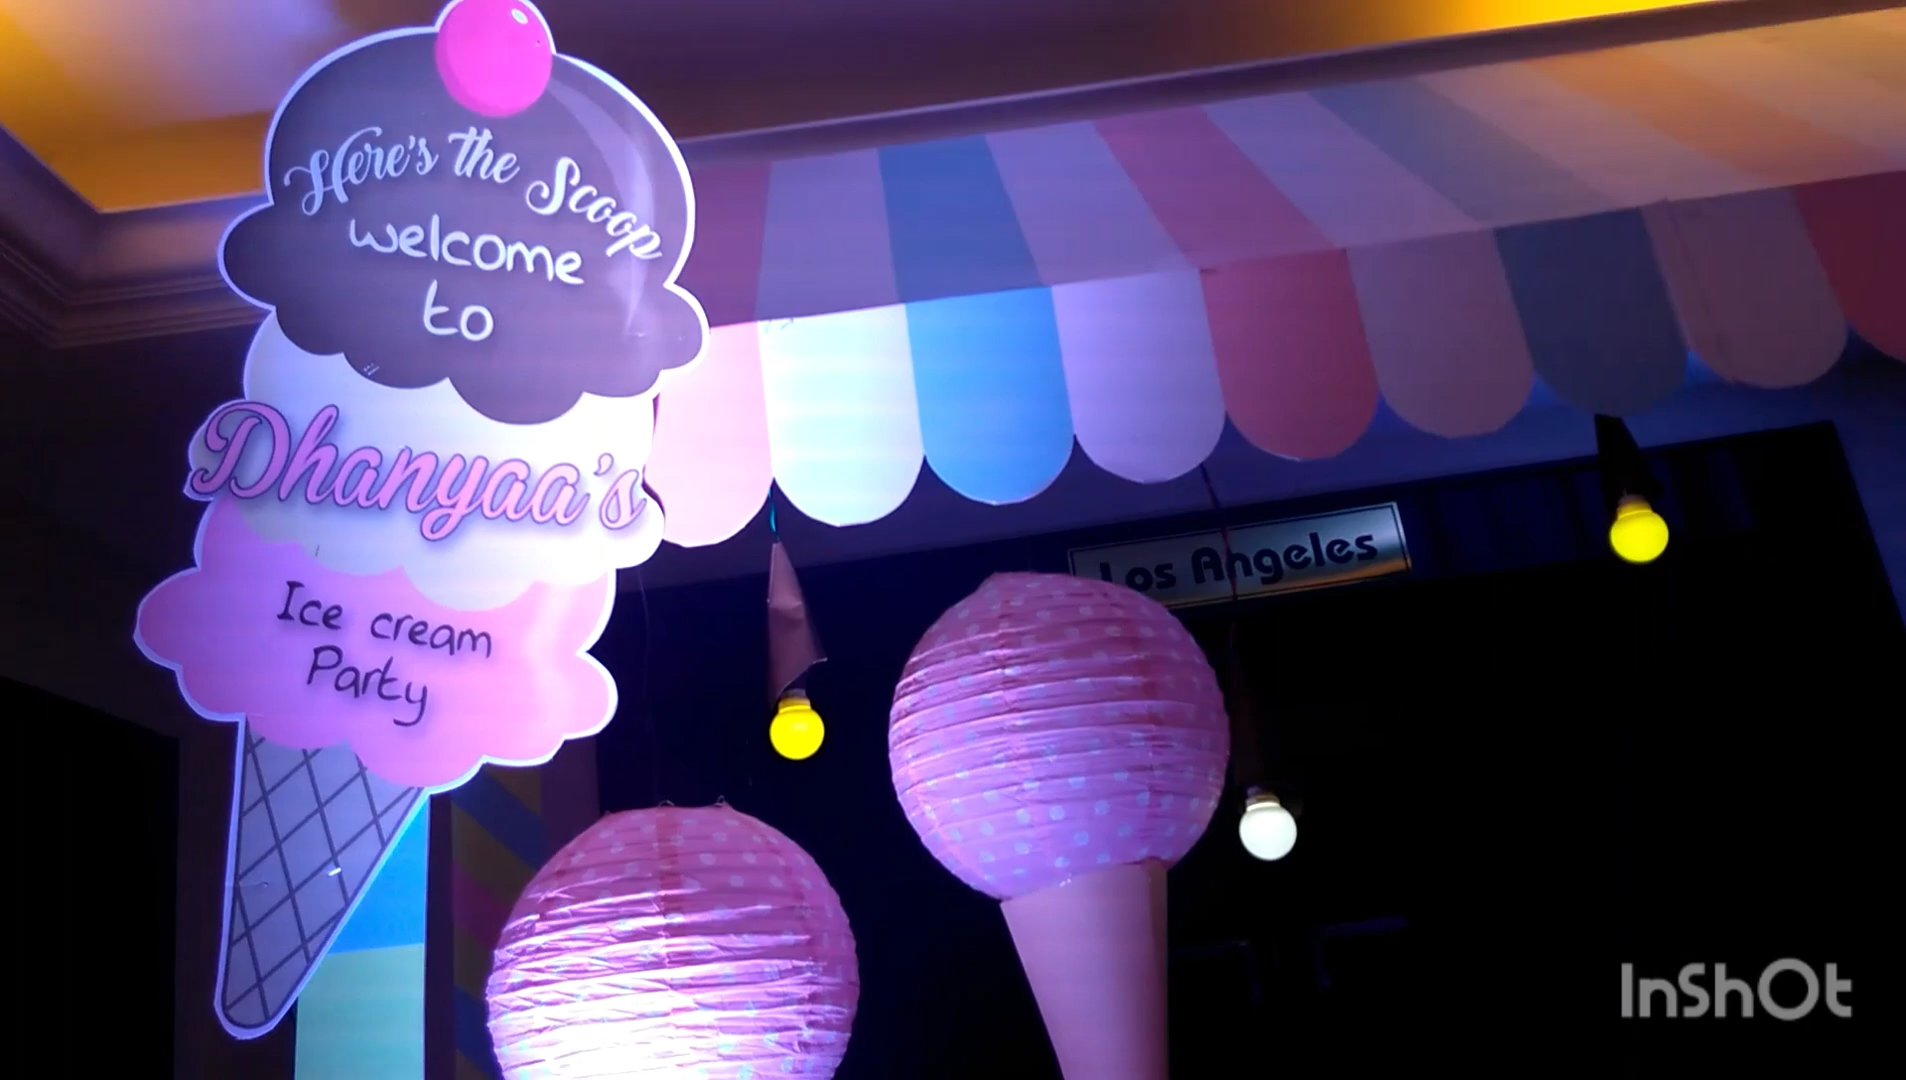 Here's the Scoop
welcome
to
Dhanyaa's
Ice cream
Party
Los Angeles
InShOt